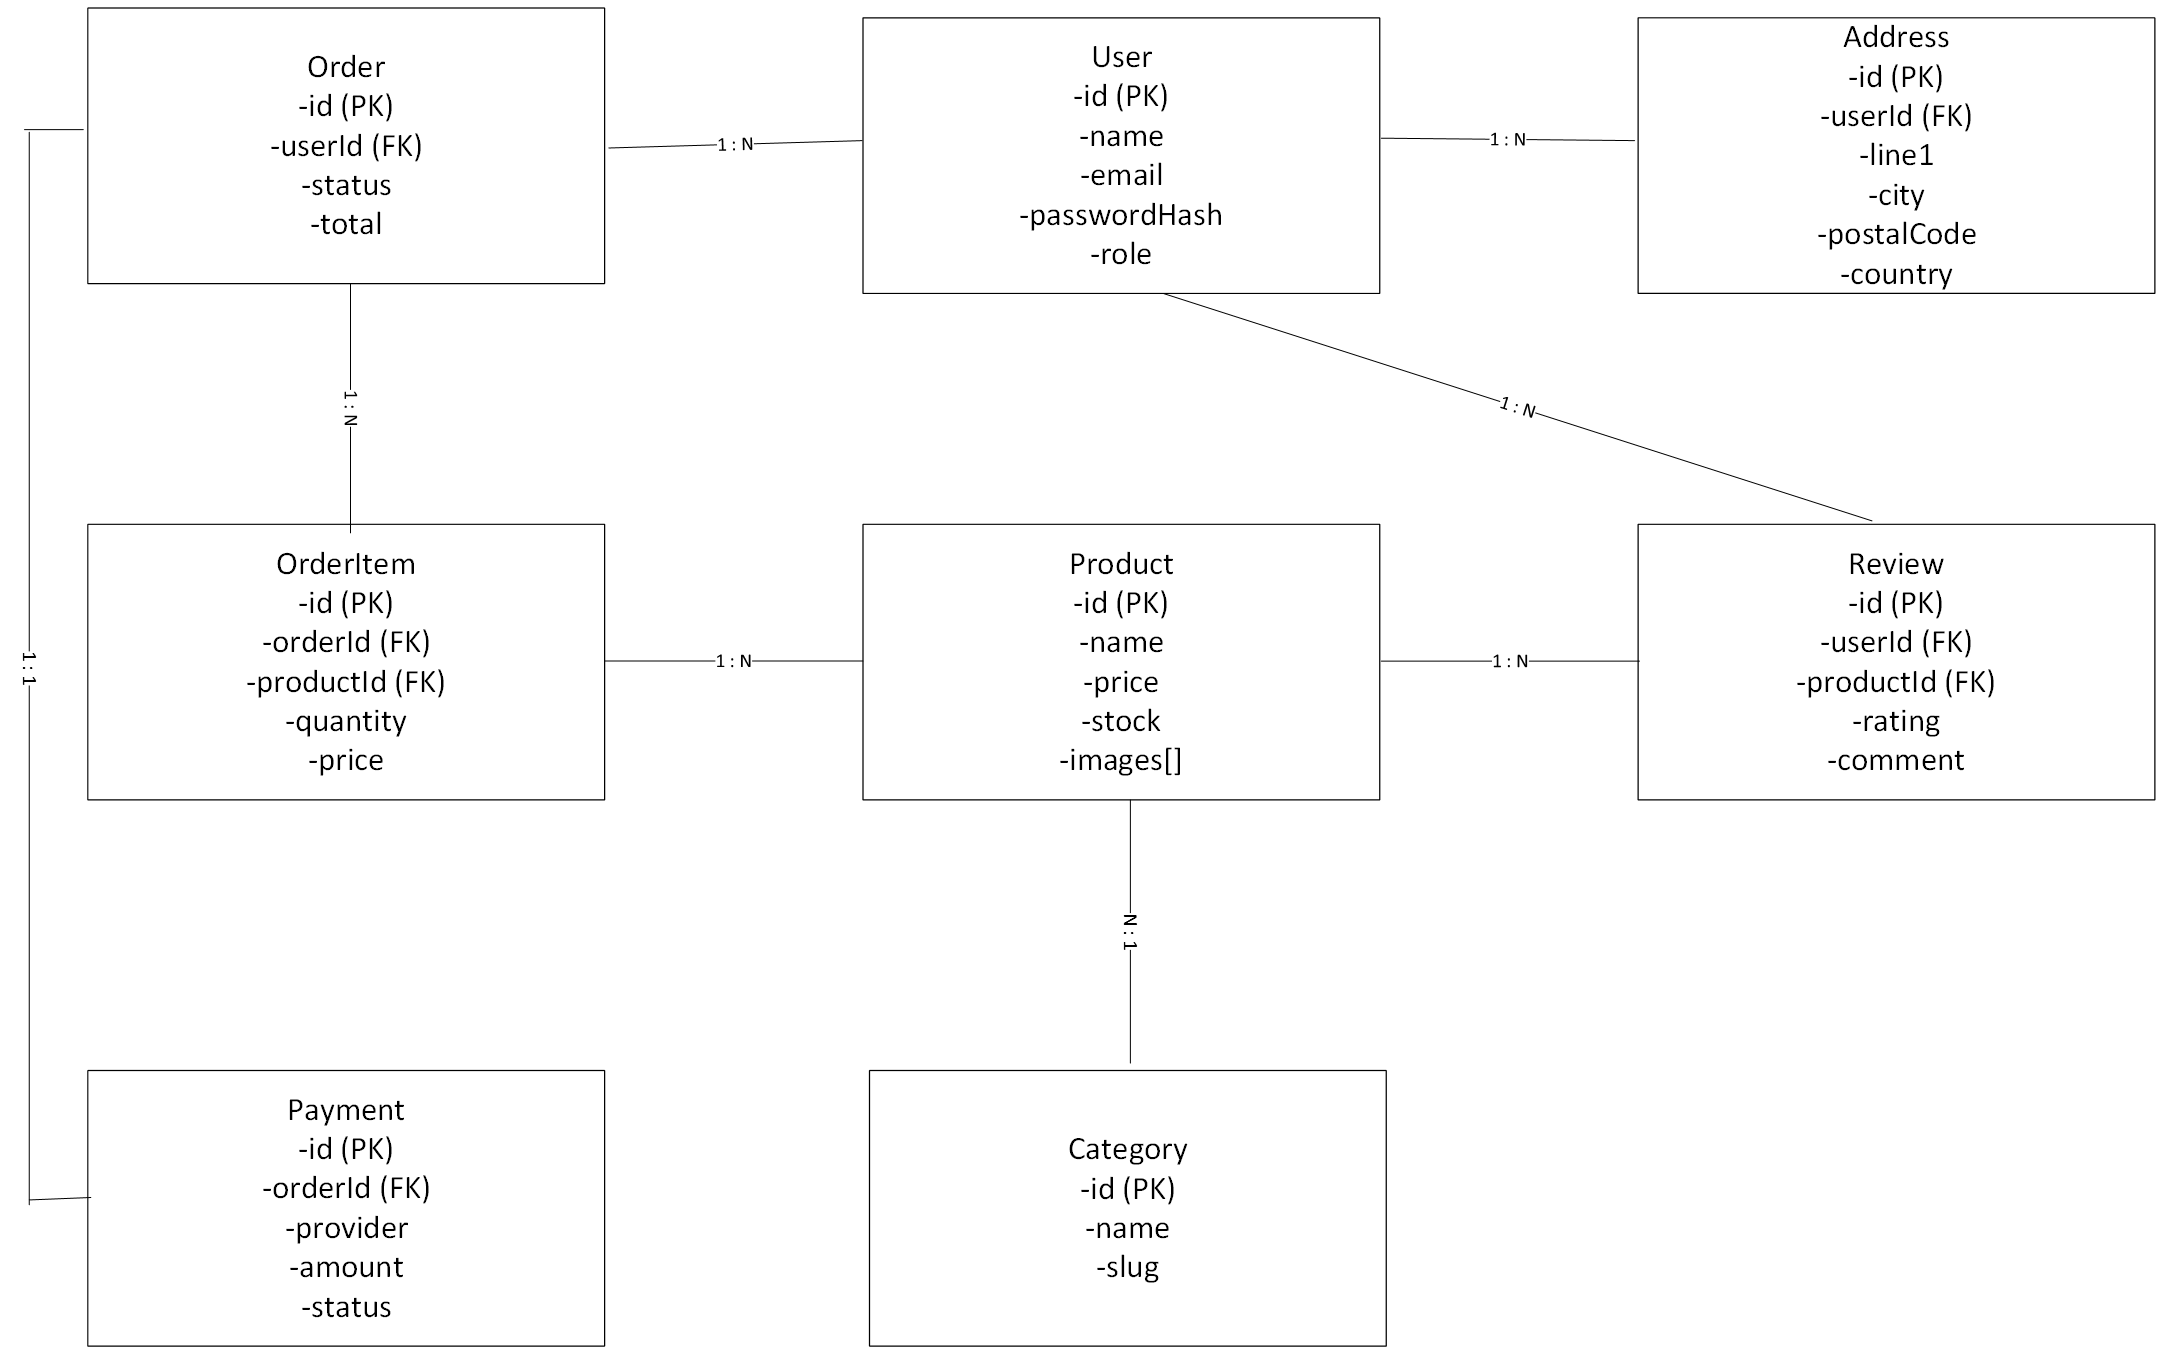 Order
-id (PK)
-userId (FK)
-status
-total
1 : N
User
-id (PK)
-name
-email
-passwordHash
-role
1 : N
Address
-id (PK)
-userId (FK)
-line1
-city
-postalCode
-country
1 : N
1 : N
1 : 1
OrderItem
-id (PK)
-orderId (FK)
-productId (FK)
-quantity
-price
1 : N
Product
-id (PK)
-name
-price
-stock
-images[]
1 : N
Review
-id (PK)
-userId (FK)
-productId (FK)
-rating
-comment
N : 1
Payment
-id (PK)
-orderId (FK)
-provider
-amount
-status
Category
-id (PK)
-name
-slug